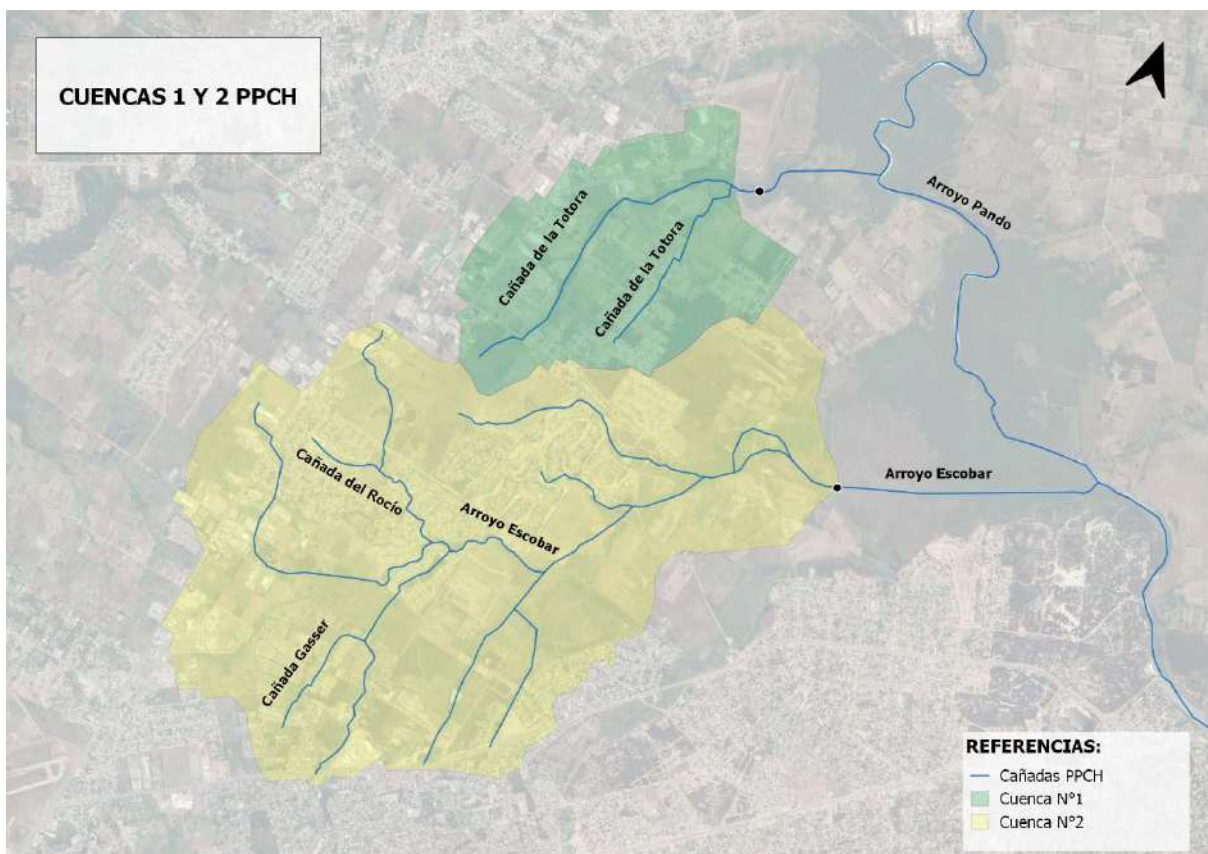 CUENCAS 1 Y 2 PPCH
Cañada de la Totora
Cañada de la Totora
Arroyo Pando
Cañada del Rocío
Arroyo Escobar
Arroyo Escobar
Cañada Gasser
REFERENCIAS:
Cañadas PPCH
Cuenca N°1
Cuenca N°2